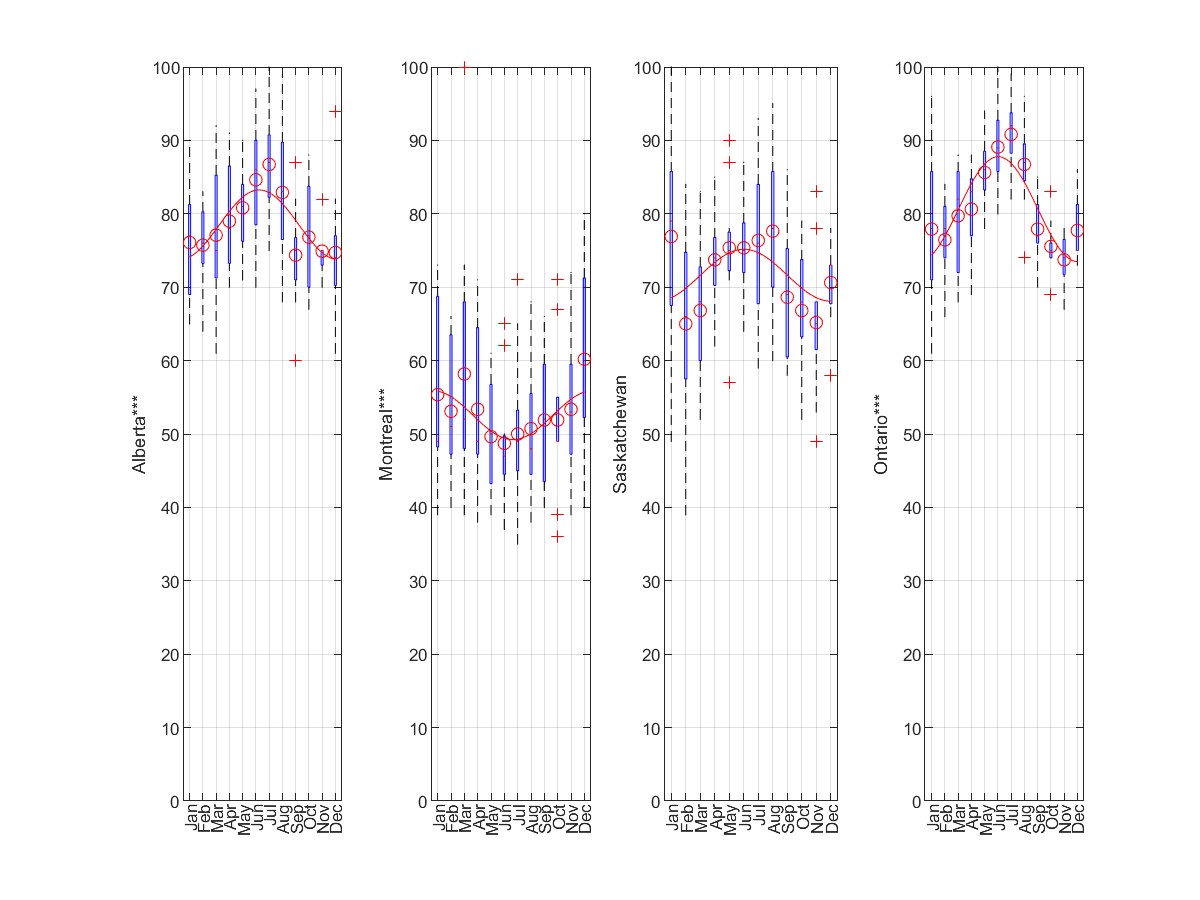 Alberta***
100
90
80
70
60
50
40
30
20
10
0
Jan
Feb
Mar
Apr
May
Jun
Jul
Aug
Sep
Oct
Nov
Dec
Montreal***
100
90
80
70
60
50
40
30
20
10
0
Jan
Feb
Mar
Apr
May
Jun
Jul
Aug
Sep
Oct
Nov
Dec
Saskatchewan
100
90
80
70
60
50
40
30
20
10
0
Jan
Feb
Mar
Apr
May
Jun
Jul
Aug
Sep
Oct
Nov
Dec
Ontario***
100
90
80
70
60
50
40
30
20
10
0
Jan
Feb
Mar
Apr
May
Jun
Jul
Aug
Sep
Oct
Nov
Dec